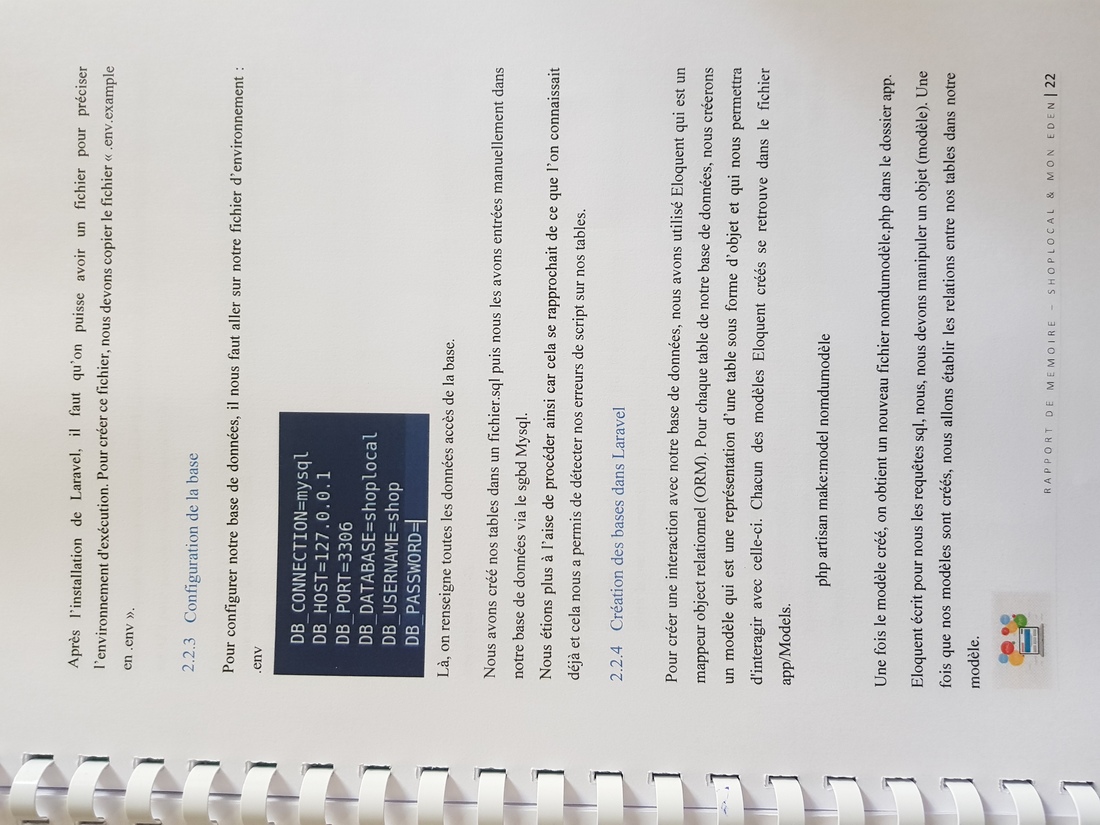 Après l'installation de Laravel, il faut qu'on puisse avoir un fichier pour préciser
l'environnement d'exécution. Pour créer ce fichier, nous devons copier le fichier « .env.example
en .env ».
2.2.3 Configuration de la base
Pour configurer notre base de données, il nous faut aller sur notre fichier d'environnement :
.env
DB_CONNECTION=mysql
DB_HOST=127.0.0.1
DB_PORT=3306
DB_DATABASE=shoplocal
DB_USERNAME=shop
DB_PASSWORD=
Là, on renseigne toutes les données accès de la base.
Nous avons créé nos tables dans un fichier.sql puis nous les avons entrées manuellement dans
notre base de données via le sgbd Mysql.
Nous étions plus à l'aise de procéder ainsi car cela se rapprochait de ce que l'on connaissait
déjà et cela nous a permis de détecter nos erreurs de script sur nos tables.
2.2.4 Création des bases dans Laravel
Pour créer une interaction avec notre base de données, nous avons utilisé Eloquent qui est un
mappeur object relationnel (ORM). Pour chaque table de notre base de données, nous créerons
un modèle qui est une représentation d'une table sous forme d'objet et qui nous permettra
d'interagir avec celle-ci. Chacun des modèles Eloquent créés se retrouve dans le fichier
app/Models.
php artisan make:model nomdumodèle
Une fois le modèle créé, on obtient un nouveau fichier nomdumodèle.php dans le dossier app.
Eloquent écrit pour nous les requêtes sql, nous, nous devons manipuler un objet (modèle). Une
fois que nos modèles sont créés, nous allons établir les relations entre nos tables dans notre
modèle.
RAPPORT DE MEMOIRE – SHOPLOCAL & MON EDEN | 22